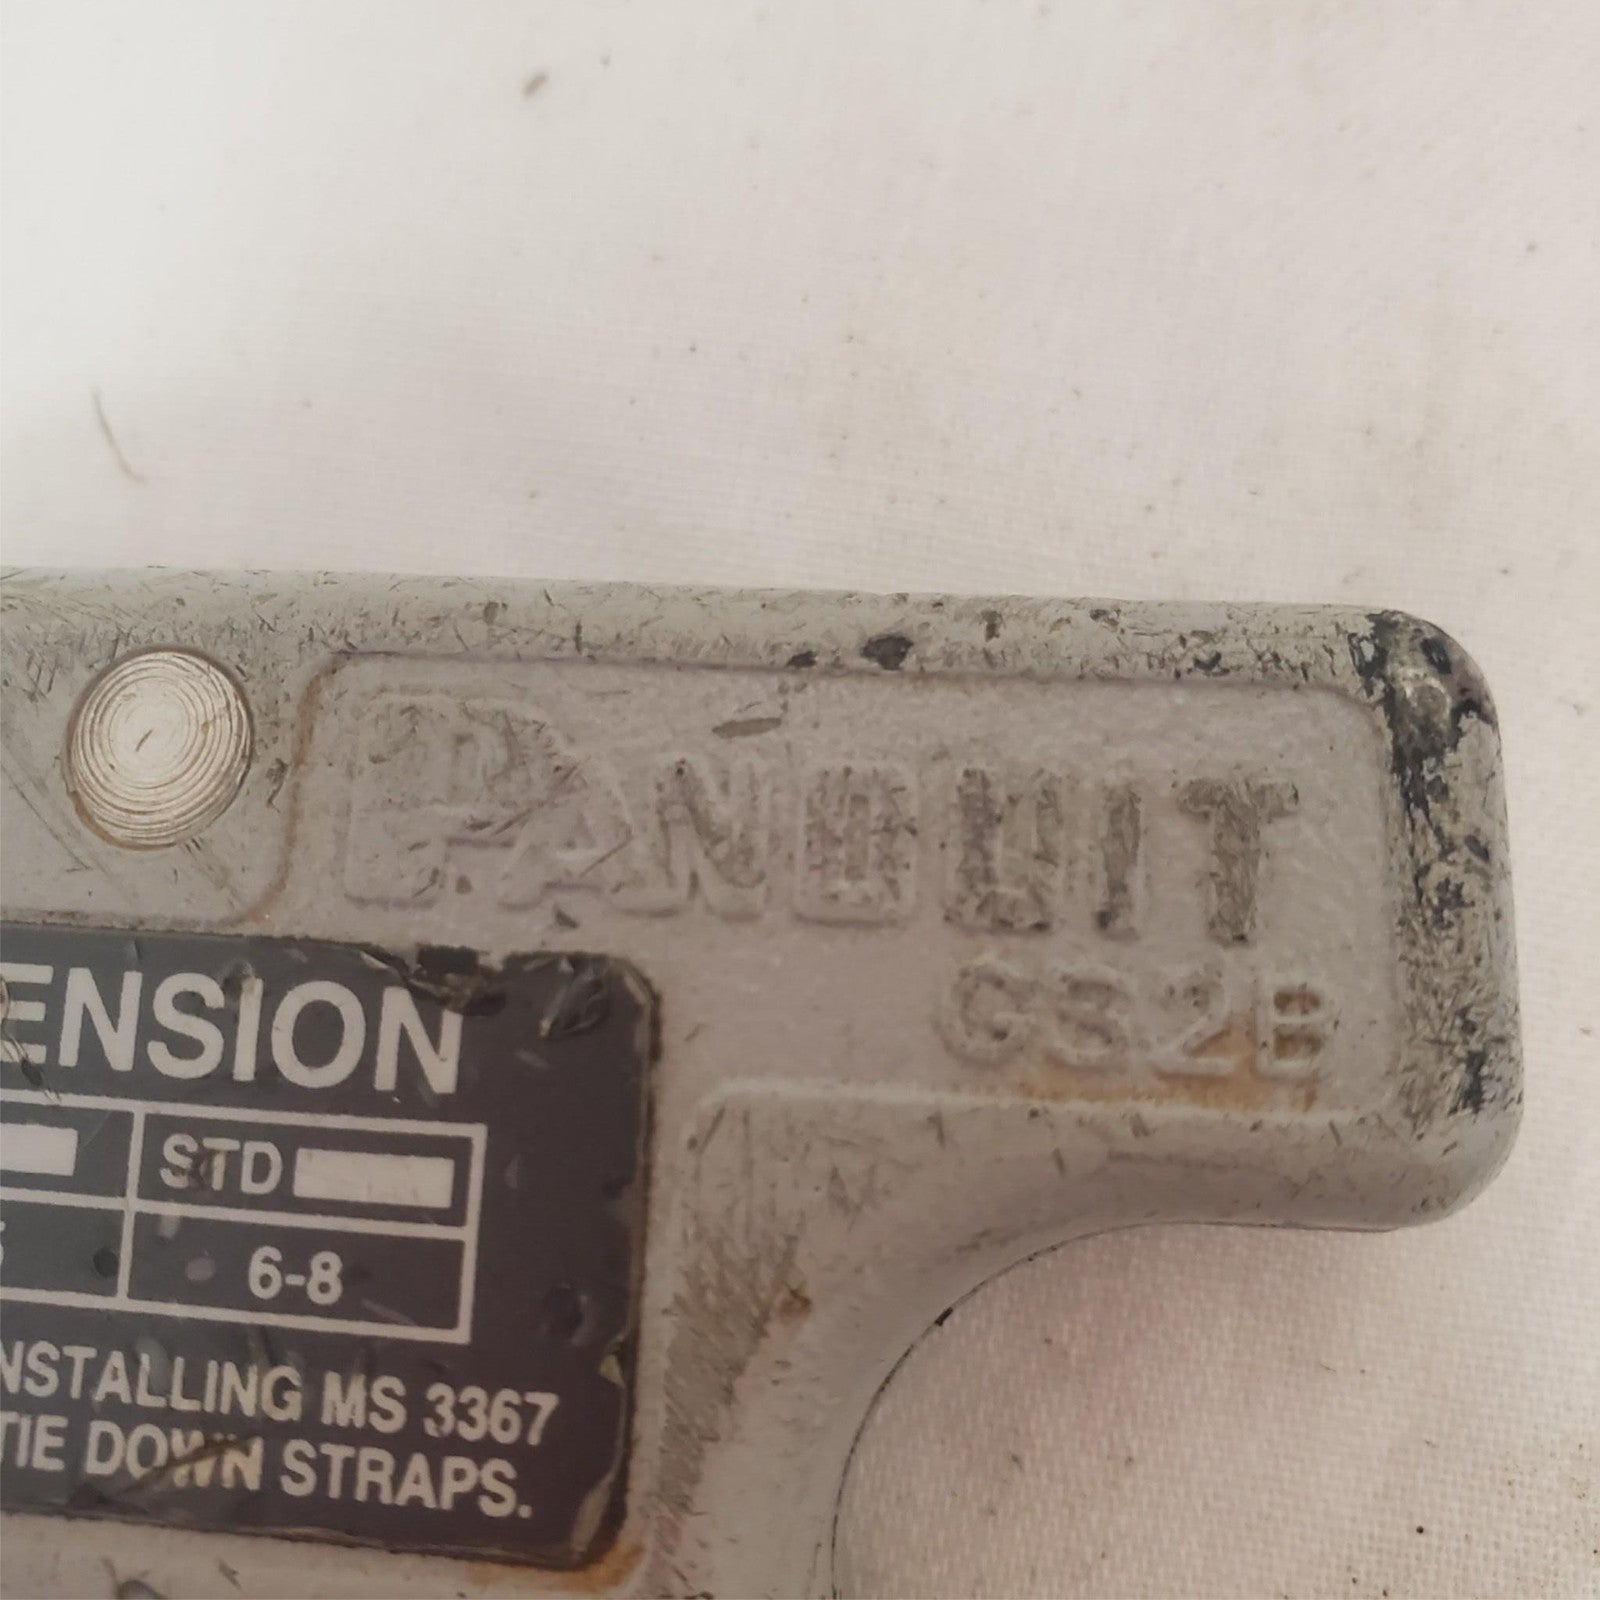 PANDUIT
GS2B
ENSION
STD
6-8
NSTALLING MS 3367
TIE DOWN STRAPS.